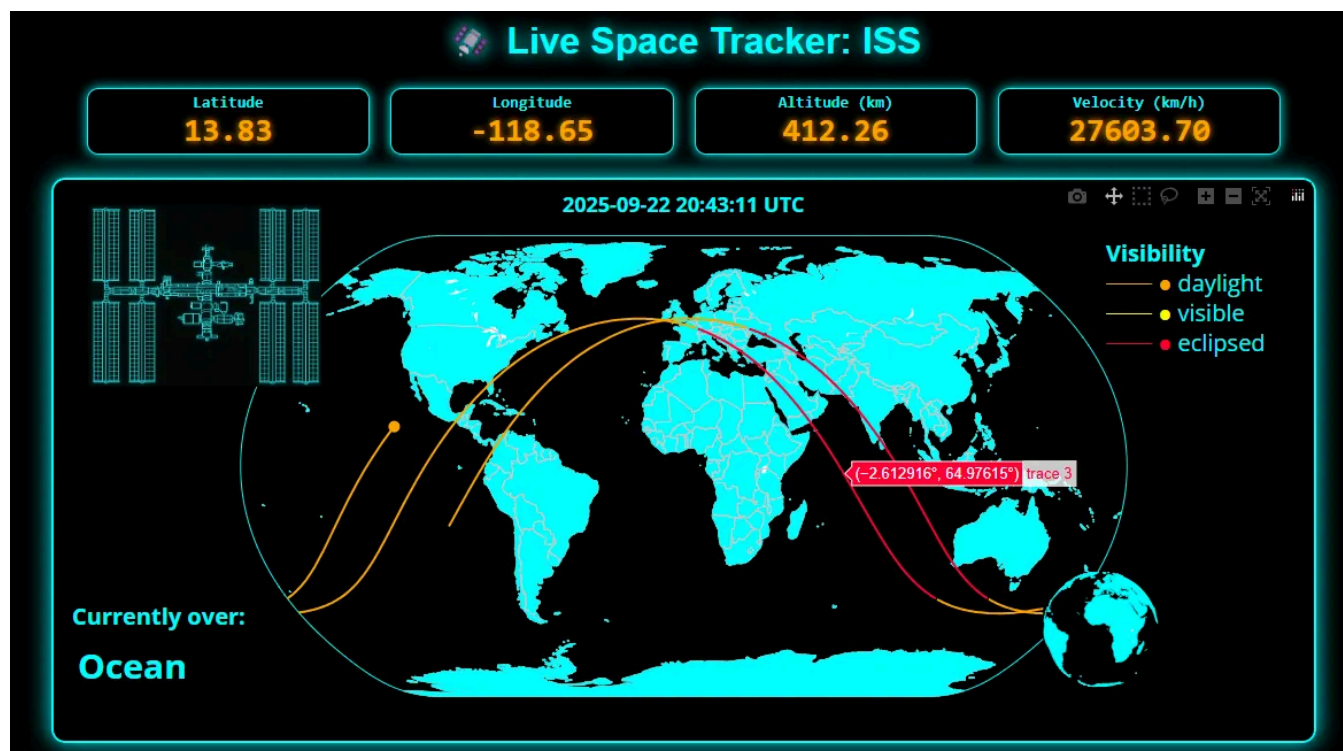 Live Space Tracker: ISS
Latitude
13.83
Longitude
-118.65
Altitude (km)
412.26
Velocity (km/h)
27603.70
2025-09-22 20:43:11 UTC
Visibility
daylight
visible
eclipsed
(−2.612916°, 64.97615°) trace 3
Currently over:
Ocean